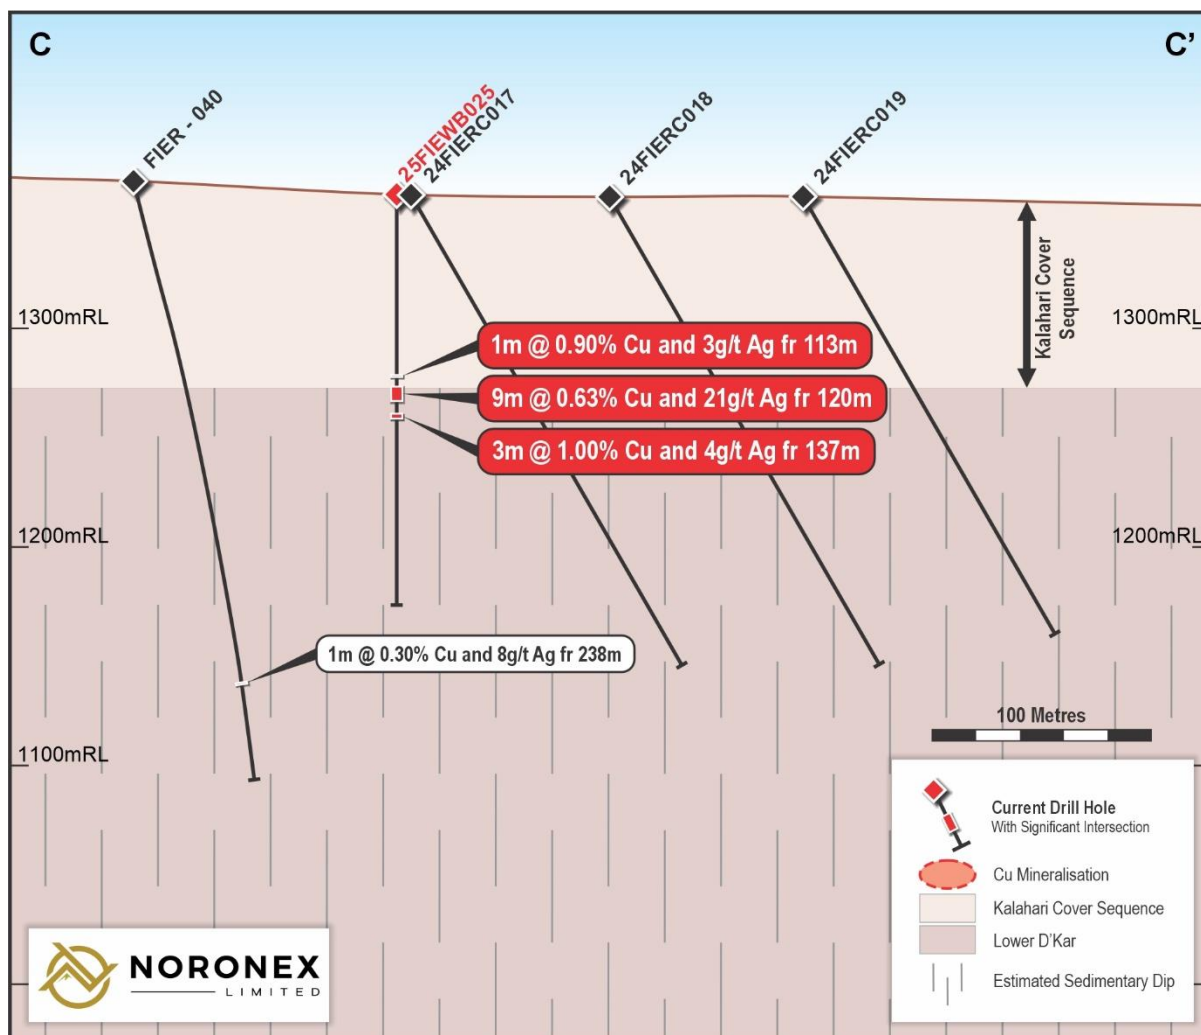 C
C’
FIER - 040
25FIEWB025
24FIERC017
24FIERC018
24FIERC019
Kalahari Cover
Sequence
1300mRL
1300mRL
1m @ 0.90% Cu and 3g/t Ag fr 113m
9m @ 0.63% Cu and 21g/t Ag fr 120m
3m @ 1.00% Cu and 4g/t Ag fr 137m
1200mRL
1200mRL
1m @ 0.30% Cu and 8g/t Ag fr 238m
100 Metres
1100mRL
Current Drill Hole
With Significant Intersection
Cu Mineralisation
Kalahari Cover Sequence
Lower D’Kar
Estimated Sedimentary Dip
NORONEX
LIMITED